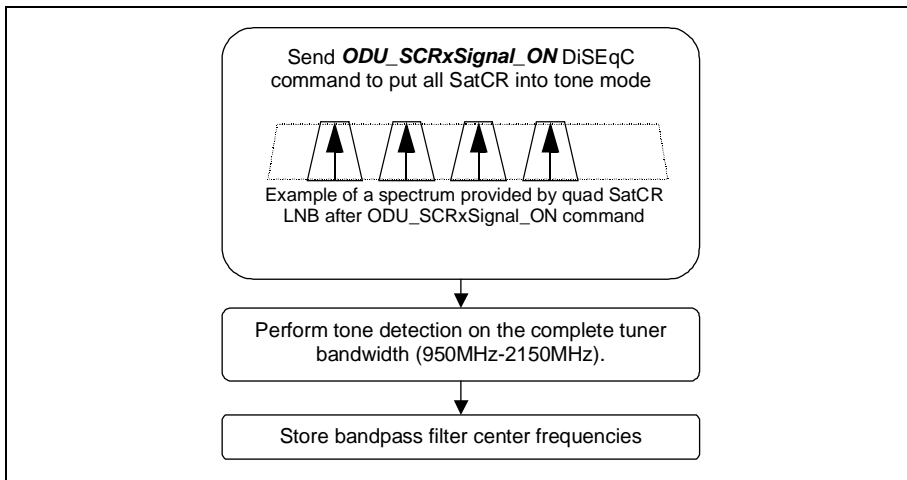 Send ODU_SCRxSignal_ON DiSEqC
command to put all SatCR into tone mode
Example of a spectrum provided by quad SatCR
LNB after ODU_SCRxSignal_ON command
Perform tone detection on the complete tuner
bandwidth (950MHz-2150MHz).
Store bandpass filter center frequencies